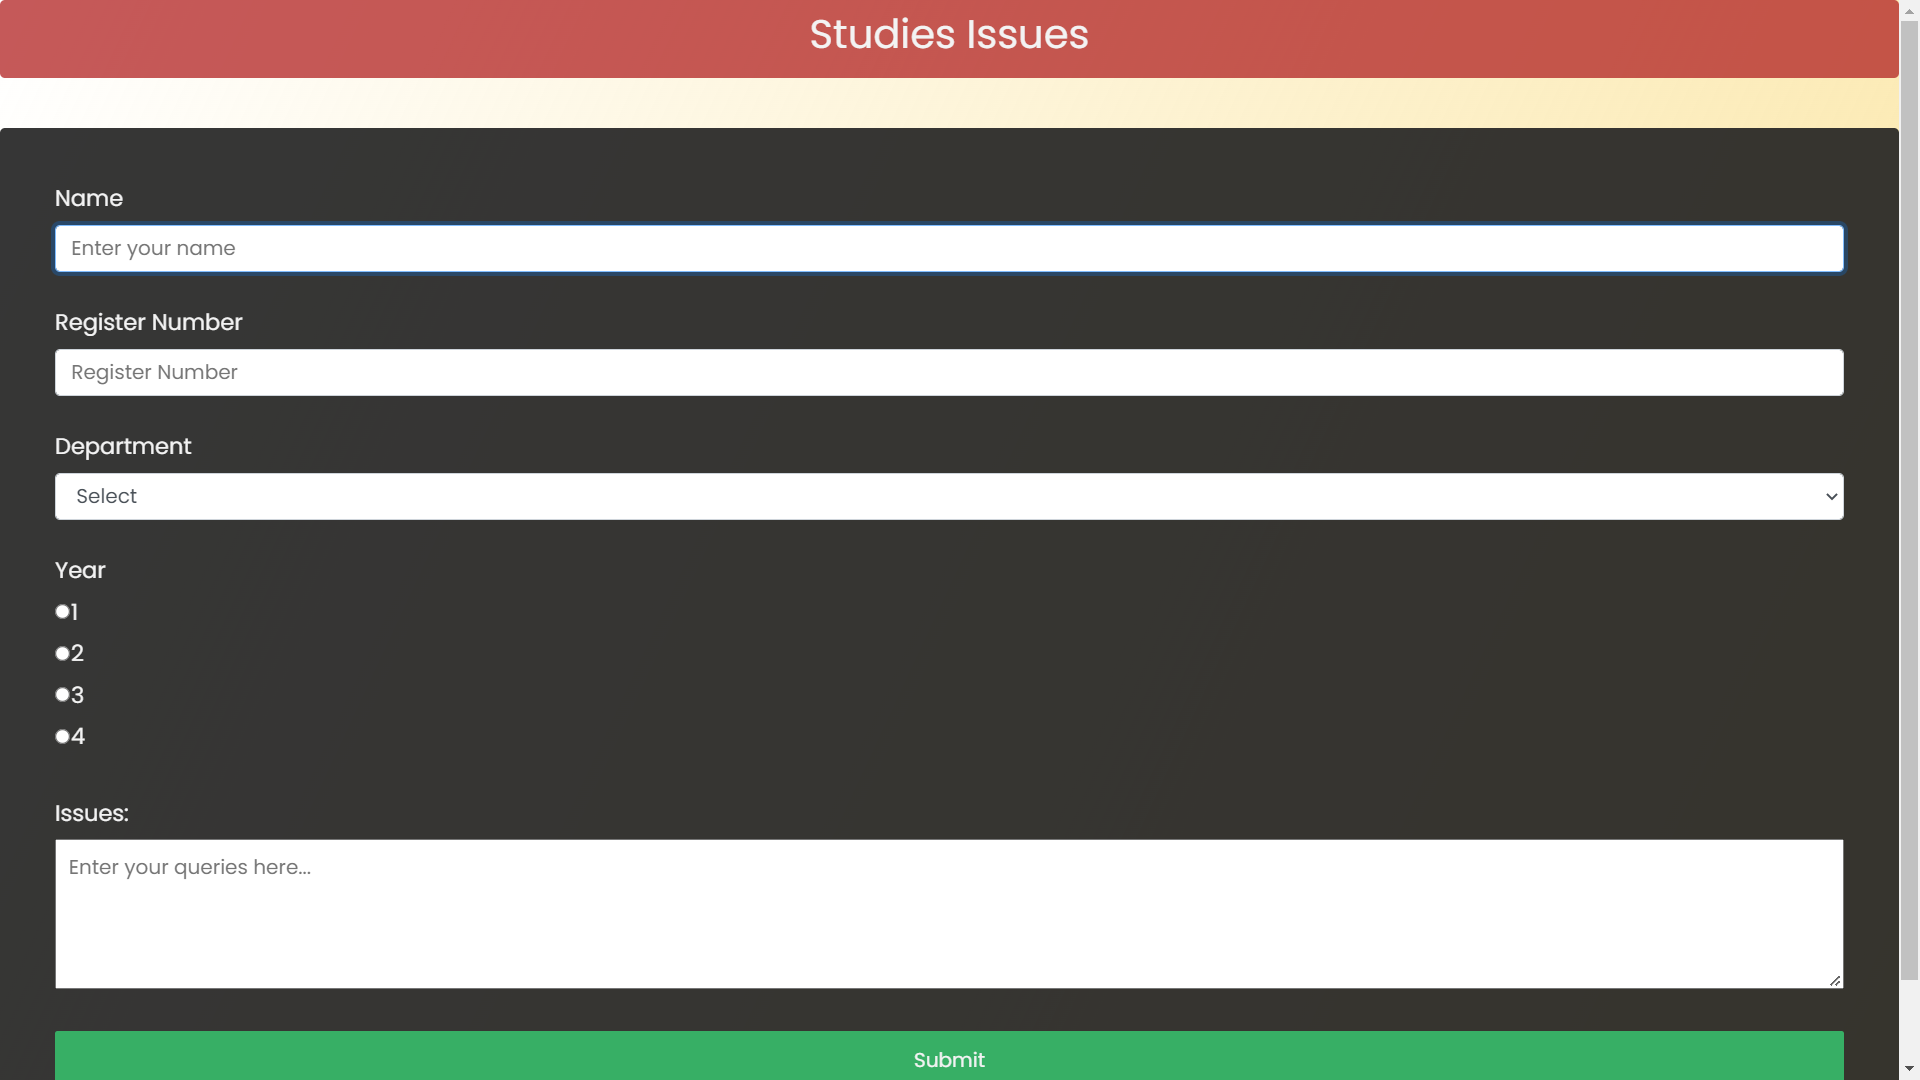 Studies Issues
Name
Enter your name
Register Number
Register Number
Department
Select
Year
1
2
3
4
Issues:
Enter your queries here...
Submit